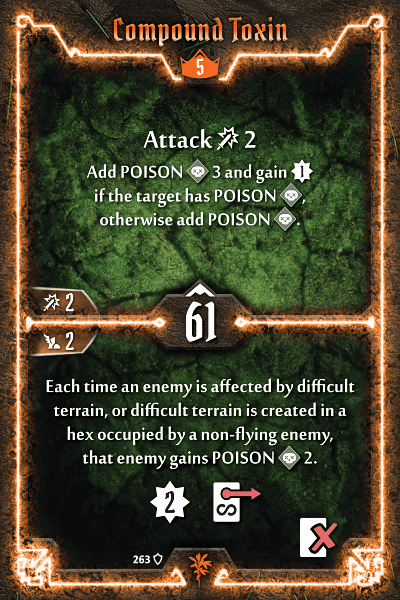 Compound Toxin
5
Attack 2
Add POISON 3 and gain 1
if the target has POISON ,
otherwise add POISON .
2
61
2
Each time an enemy is affected by difficult
terrain, or difficult terrain is created in a
hex occupied by a non-flying enemy,
that enemy gains POISON 2.
2
263